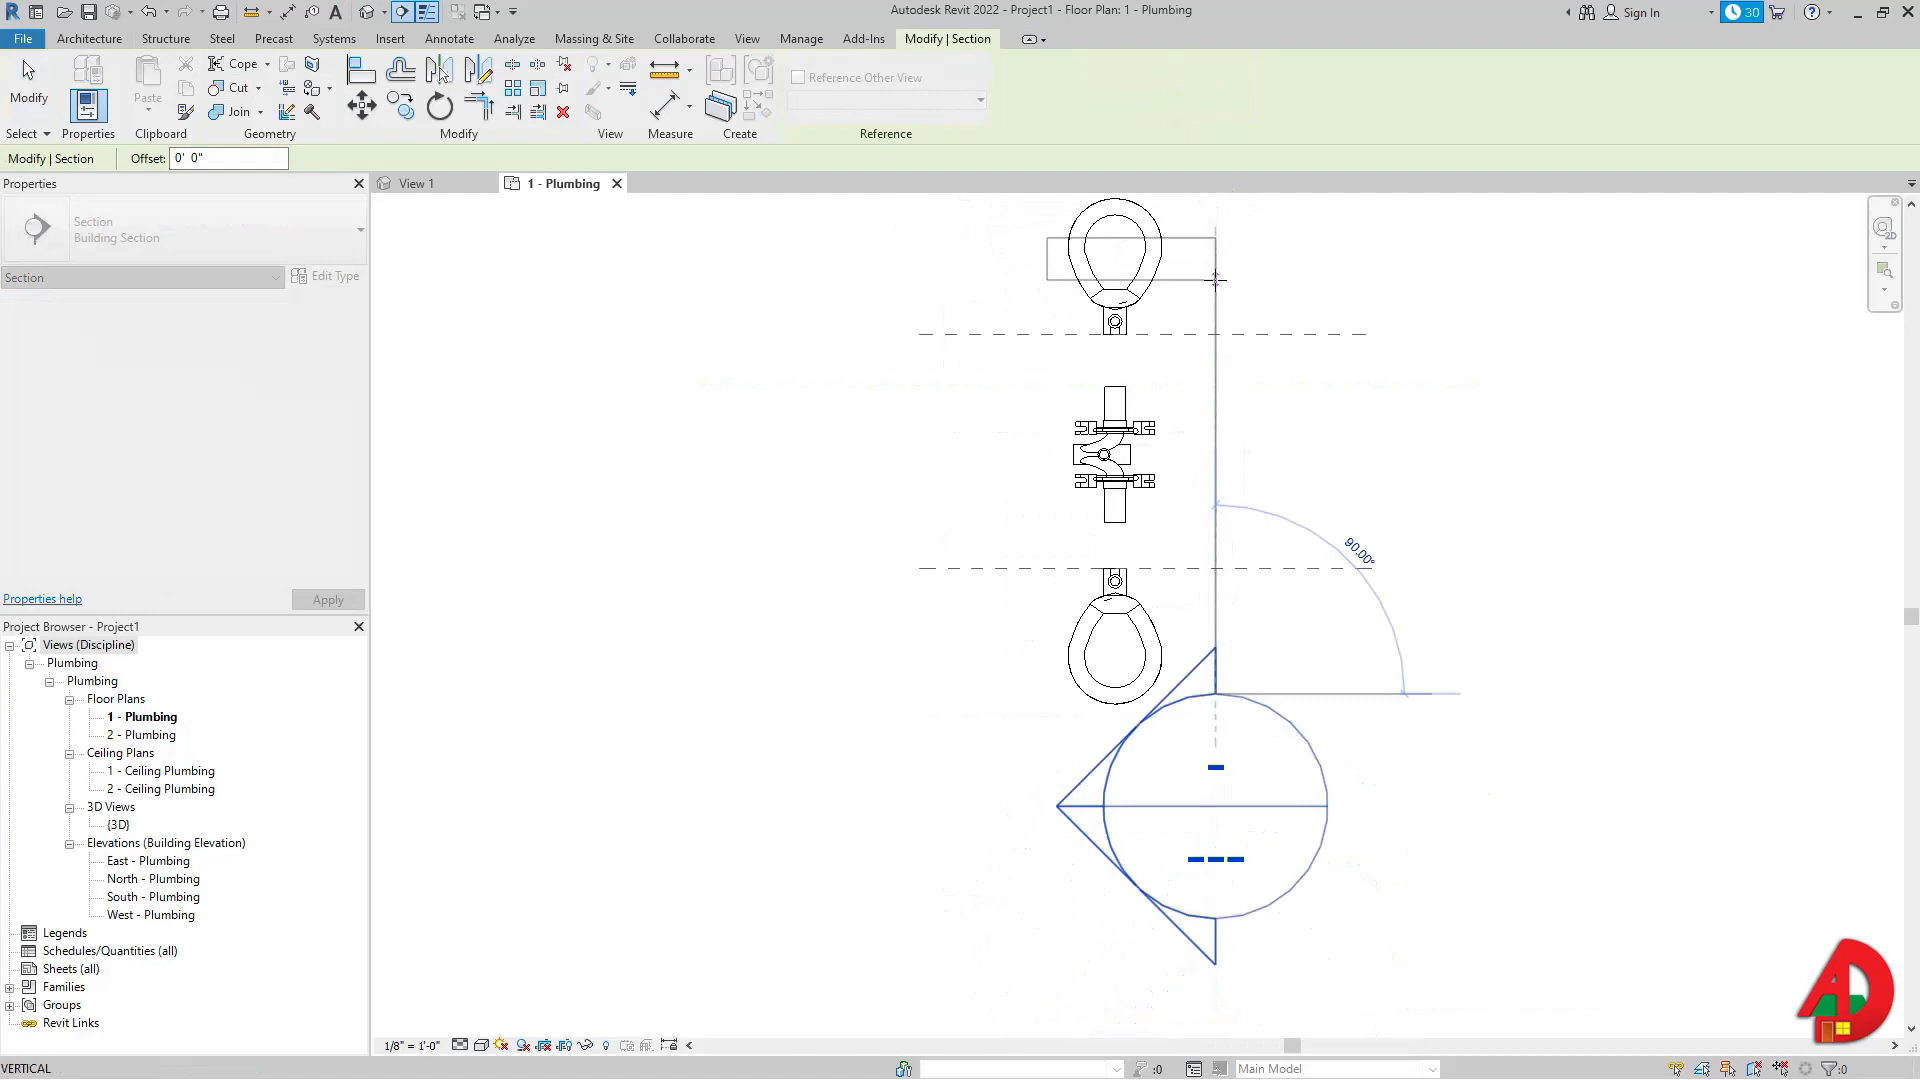 Autodesk Revit 2022 - Project1 - Floor Plan: 1 - Plumbing
Sign In
30
File Architecture Structure Steel Precast Systems Insert Annotate Analyze Massing & Site Collaborate View Manage Add-Ins Modify | Section
Modify
Paste
Cope
Cut
Join
Reference Other View
Select Properties Clipboard Geometry Modify View Measure Create Reference
Modify | Section Offset: 0' 0"
Properties
View 1
1 - Plumbing
Section
Building Section
Section
Edit Type
2D
90.00°
Properties help
Apply
Project Browser - Project1
Views (Discipline)
Plumbing
Plumbing
Floor Plans
1 - Plumbing
2 - Plumbing
Ceiling Plans
1 - Ceiling Plumbing
2 - Ceiling Plumbing
3D Views
{3D}
Elevations (Building Elevation)
East - Plumbing
North - Plumbing
South - Plumbing
West - Plumbing
Legends
Schedules/Quantities (all)
Sheets (all)
Families
Groups
Revit Links
AD
1/8" = 1'-0"
VERTICAL
:0
Main Model
:0